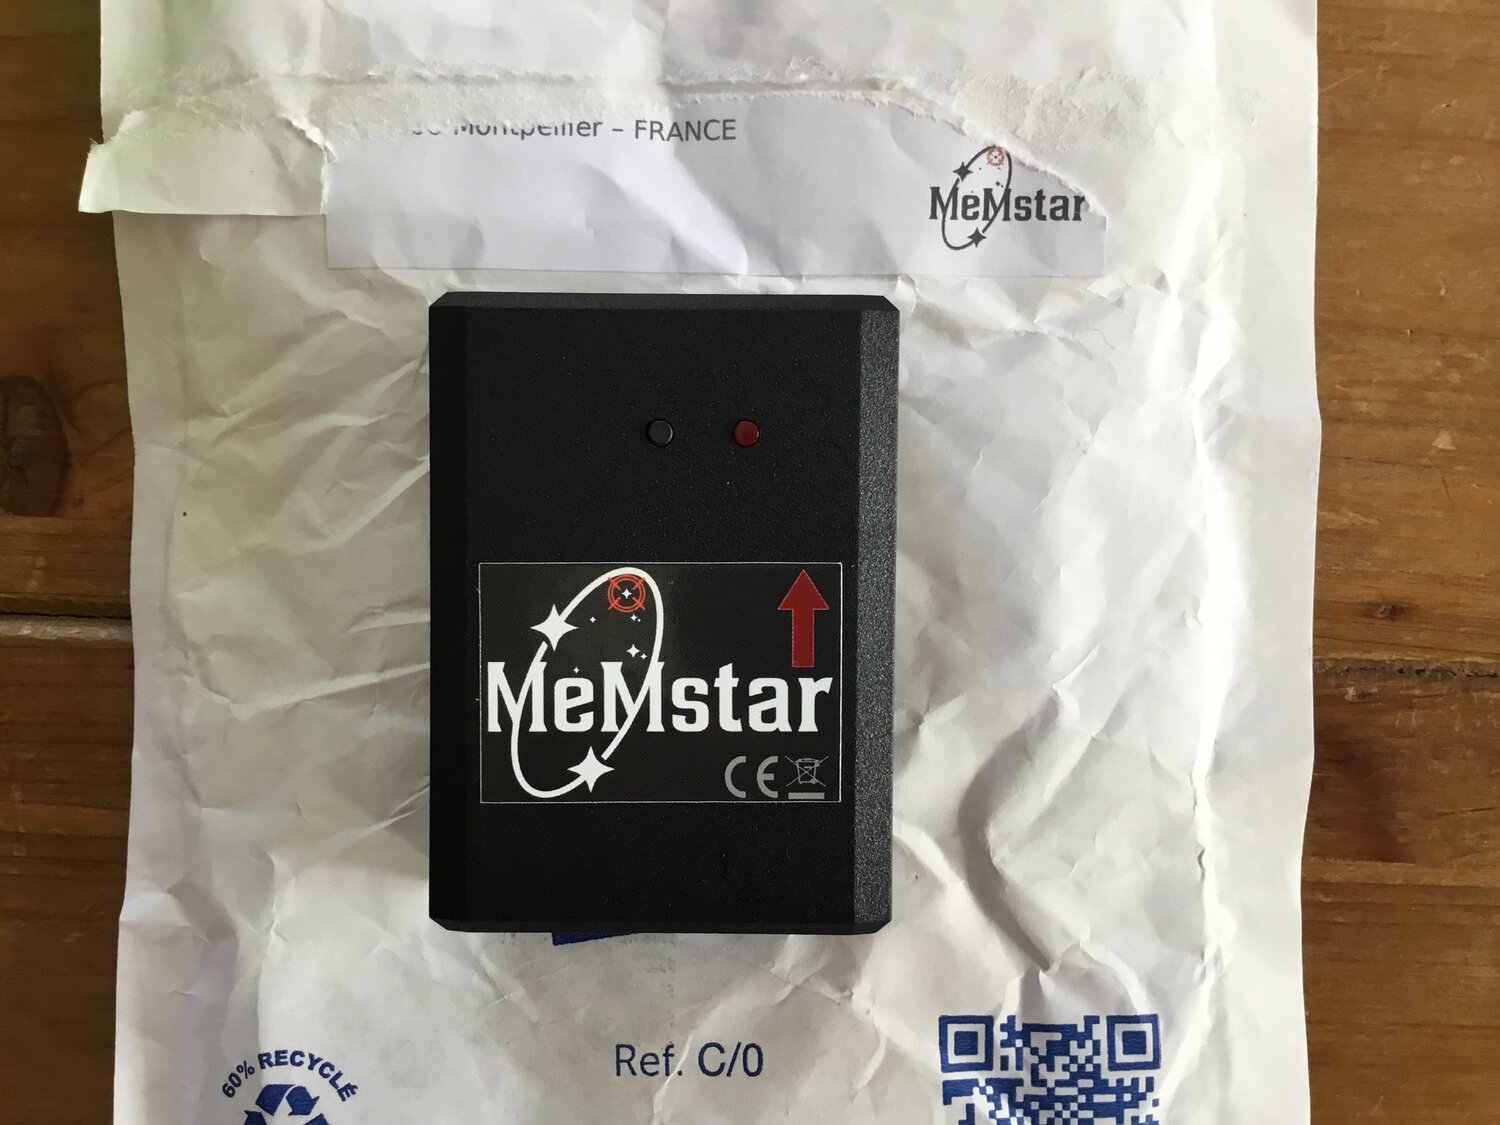 Montpellier – FRANCE
MeMstar
MeMstar
CE
Ref. C/0
60% RECYCLÉ